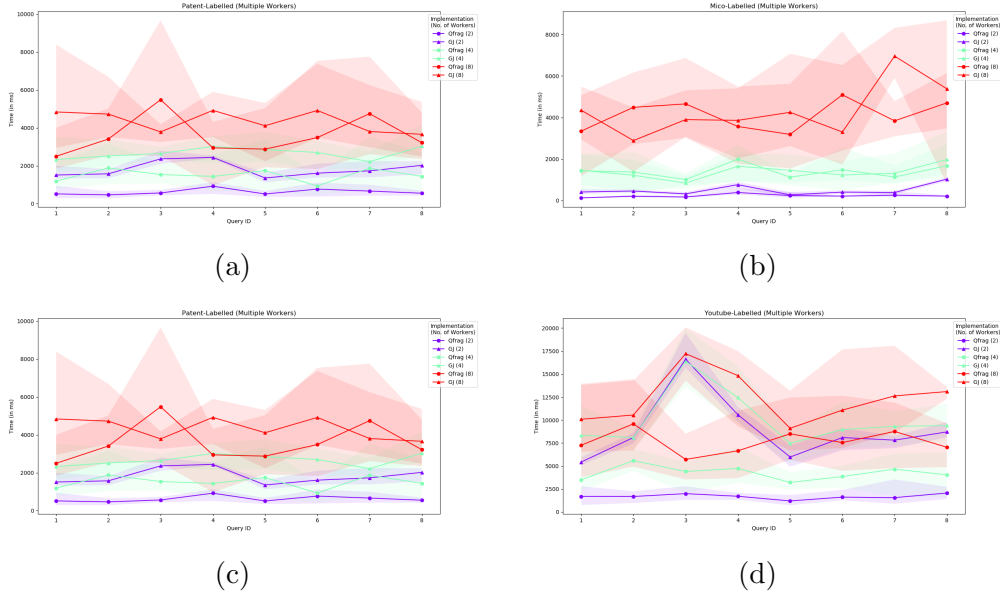 Patent-Labelled (Multiple Workers)
Time (in ms)
10000
8000
6000
4000
2000
0
1 2 3 4 5 6 7 8
Query ID
Implementation
(No. of Workers)
Qfrag (2)
GJ (2)
Qfrag (4)
GJ (4)
Qfrag (8)
GJ (8)
(a)
Mico-Labelled (Multiple Workers)
Time (in ms)
8000
6000
4000
2000
0
1 2 3 4 5 6 7 8
Query ID
Implementation
(No. of Workers)
Qfrag (2)
GJ (2)
Qfrag (4)
GJ (4)
Qfrag (8)
GJ (8)
(b)
Patent-Labelled (Multiple Workers)
Time (in ms)
10000
8000
6000
4000
2000
0
1 2 3 4 5 6 7 8
Query ID
Implementation
(No. of Workers)
Qfrag (2)
GJ (2)
Qfrag (4)
GJ (4)
Qfrag (8)
GJ (8)
(c)
Youtube-Labelled (Multiple Workers)
Time (in ms)
20000
17500
15000
12500
10000
7500
5000
2500
0
1 2 3 4 5 6 7 8
Query ID
Implementation
(No. of Workers)
Qfrag (2)
GJ (2)
Qfrag (4)
GJ (4)
Qfrag (8)
GJ (8)
(d)